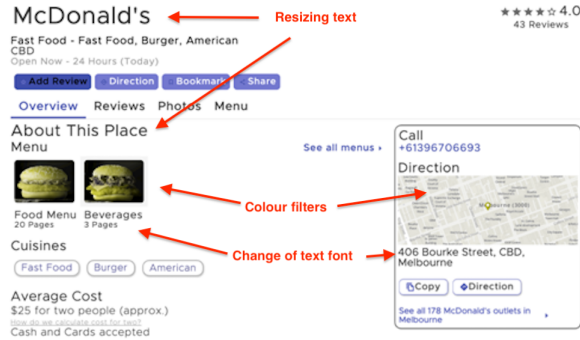 McDonald's
Resizing text
4.0
43 Reviews
Fast Food - Fast Food, Burger, American
CBD
Open Now - 24 Hours (Today)
Add Review
Direction
Bookmark
Share
Overview
Reviews
Photos
Menu
About This Place
Menu
See all menus
Call
+61396706693
Direction
Colour filters
Melbourne (3000)
Food Menu
20 Pages
Beverages
3 Pages
Change of text font
406 Bourke Street, CBD,
Melbourne
Cuisines
Fast Food
Burger
American
Copy
Direction
Average Cost
$25 for two people (approx.)
How do we calculate cost for two?
Cash and Cards accepted
See all 178 McDonald's outlets in
Melbourne